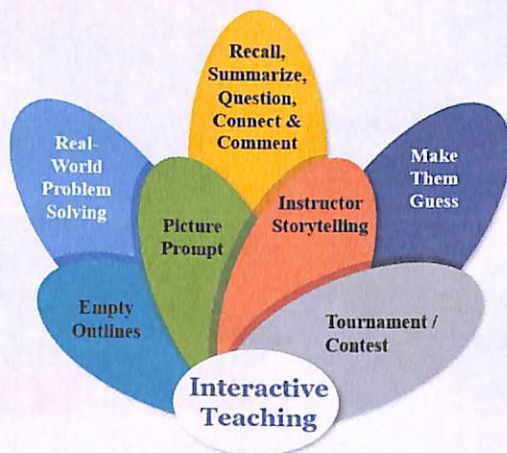 Recall,
Summarize,
Question,
Connect &
Comment
Real-
World
Problem
Solving
Make
Them
Guess
Picture
Prompt
Instructor
Storytelling
Empty
Outlines
Tournament /
Contest
Interactive
Teaching